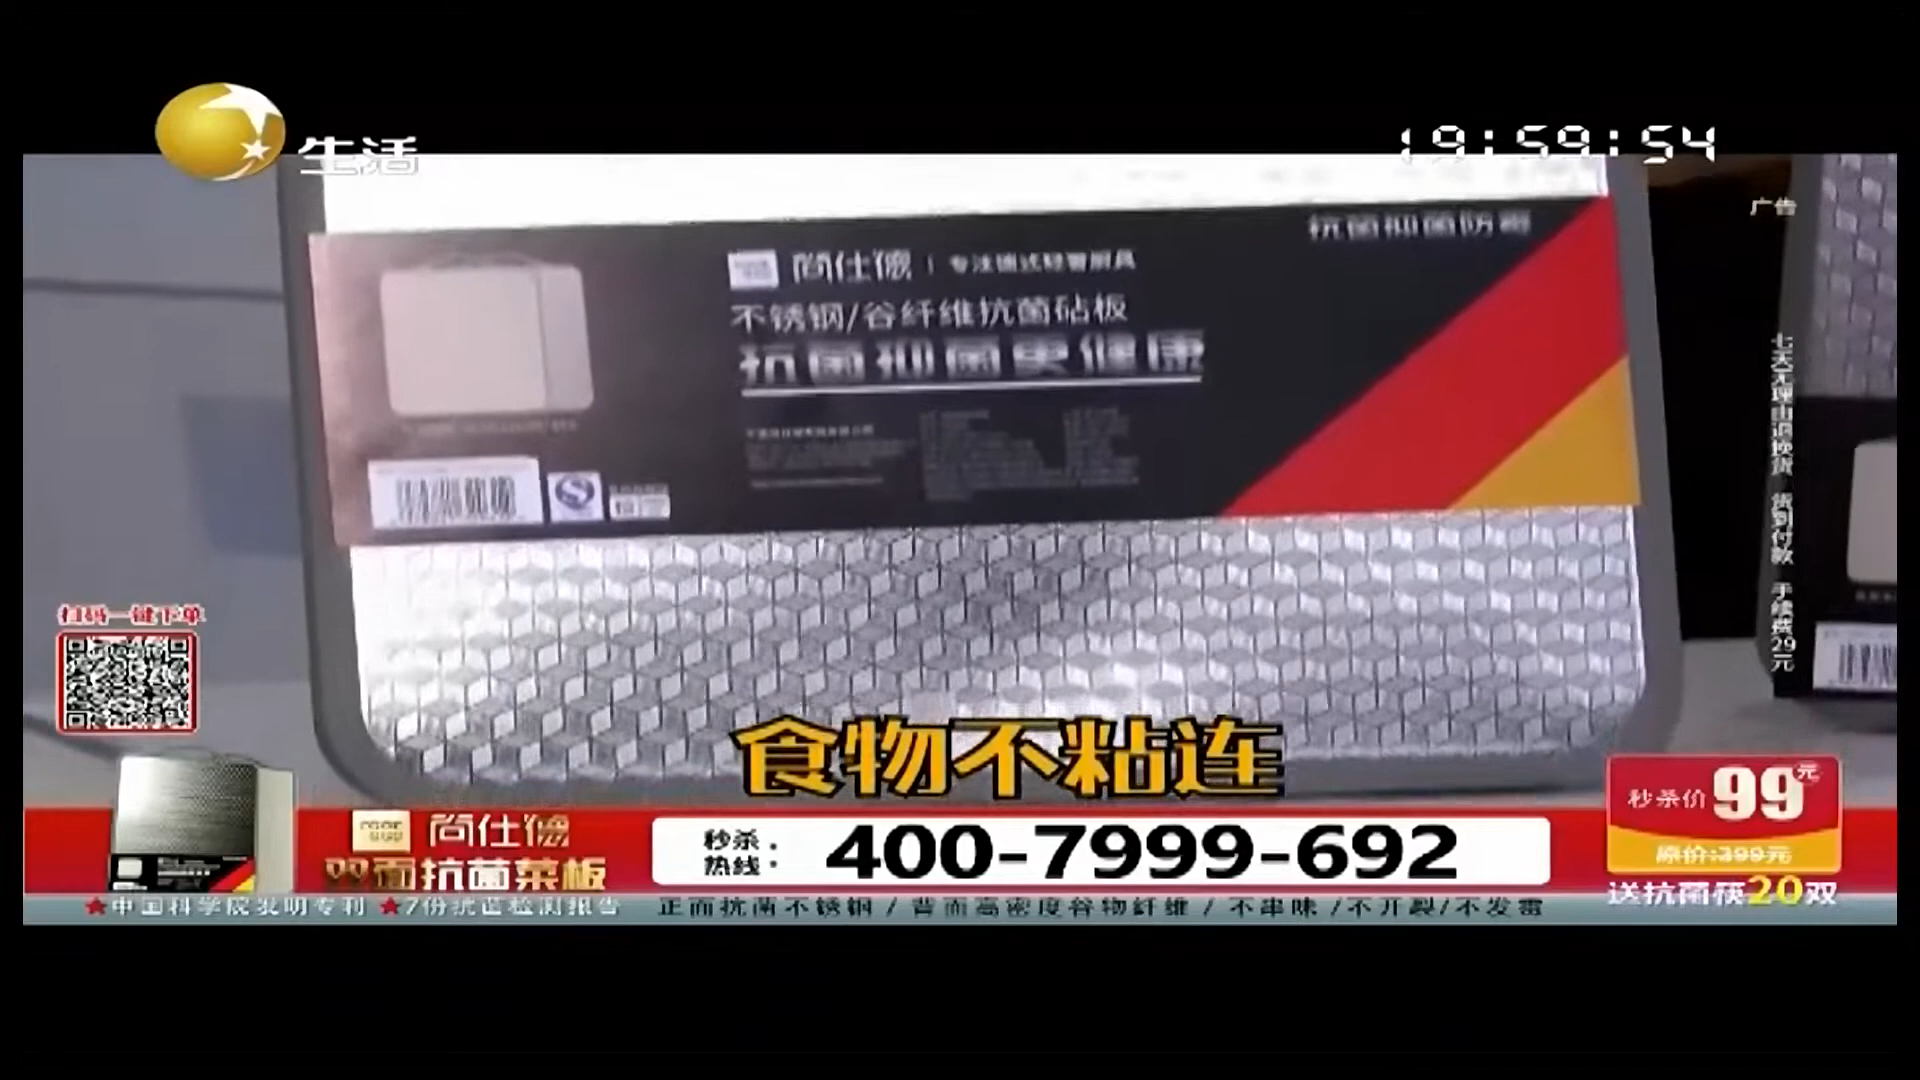 生活
19:59:54
广告
抗菌抑菌防霉
尚仕德 | 专注德式轻奢厨具
不锈钢/谷纤维抗菌砧板
抗菌抑菌更健康
七天无理由退换货 货到付款 手续费29元
扫码一键下单
食物不粘连
尚仕德
双面抗菌菜板
秒杀热线: 400-7999-692
秒杀价99元
原价:399元
送抗菌筷20双
★中国科学院发明专利 ★7份抗菌检测报告 正面抗菌不锈钢 / 背面高密度谷物纤维 / 不串味 /不开裂/不发霉